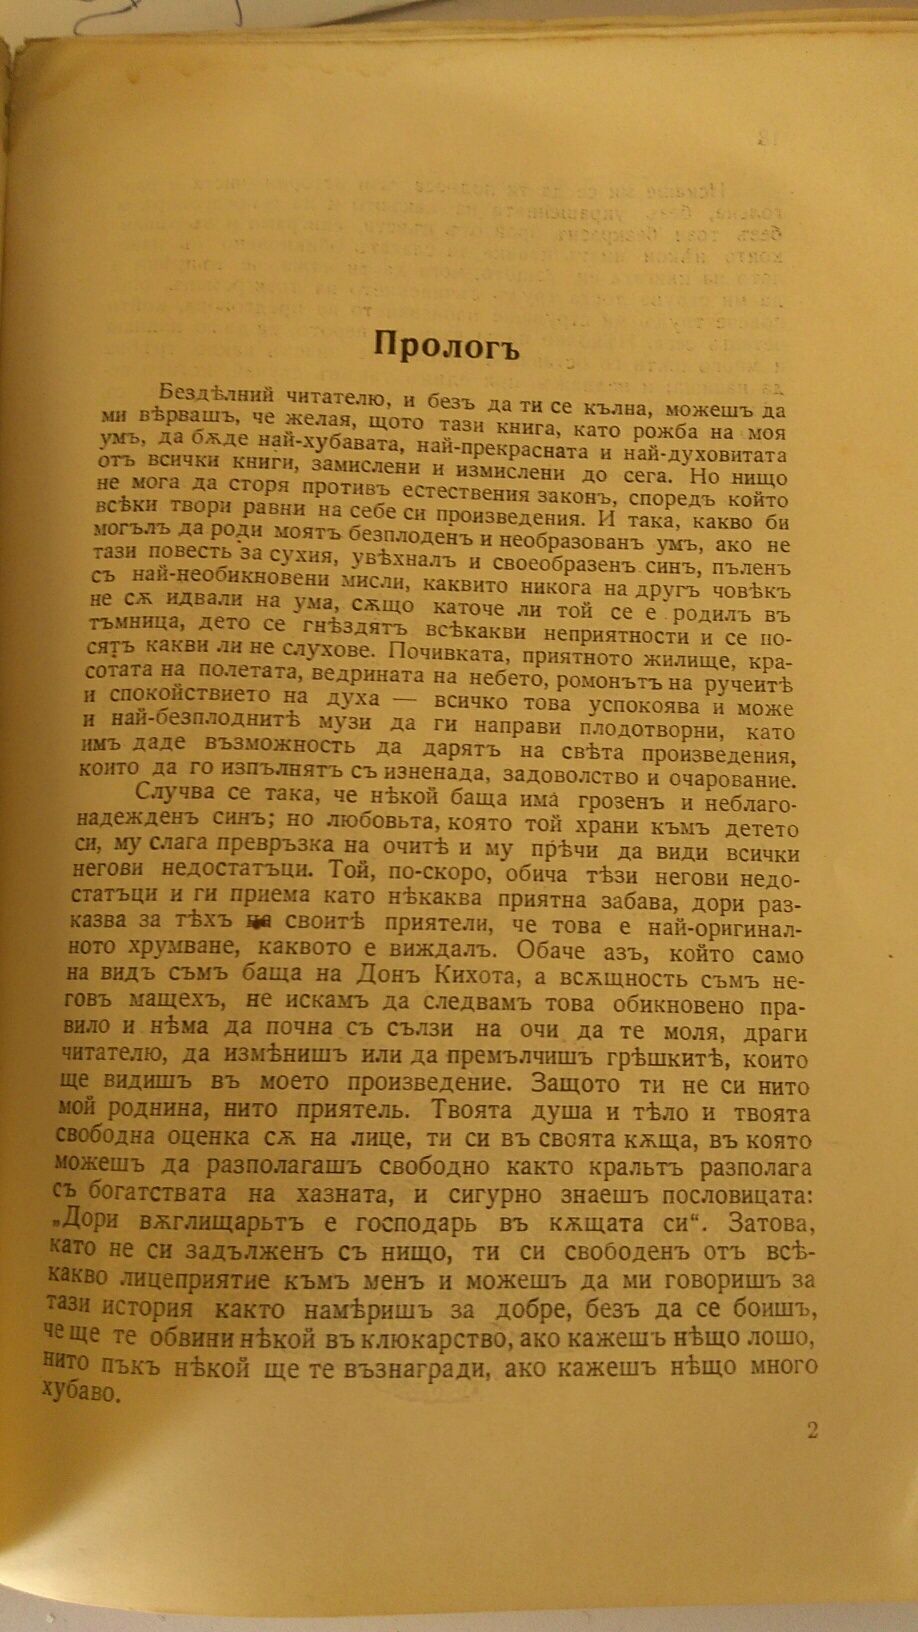 Прологъ
Бездѣлний читателю, и безъ да ти се кълна, можешъ да
ми вѣрвашъ, че желая, щото тази книга, като рожба на моя
умъ, да бѫде най-хубавата, най-прекрасната и най-духовитата
отъ всички книги, замислени и измислени до сега. Но нищо
не мога да сторя противъ естествения законъ, споредъ който
всѣки твори равни на себе си произведения. И така, какво би
могълъ да роди моятъ безплоденъ и необразованъ умъ, ако не
тази повесть за сухия, увѣхналъ и своеобразенъ синъ, пъленъ
съ най-необикновени мисли, каквито никога на другъ човѣкъ
не сѫ идвали на ума, сѫщо каточе ли той се е родилъ въ
тъмница, дето се гнѣздятъ всѣкакви неприятности и се но-
сятъ какви ли не слухове. Почивката, приятното жилище, кра-
сотата на полетата, ведрината на небето, ромонътъ на ручеитѣ
и спокойствието на духа — всичко това успокоява и може
и най-безплоднитѣ музи да ги направи плодотворни, като
имъ даде възможность да дарятъ на свѣта произведения,
които да го изпълнятъ съ изненада, задоволство и очарование.
Случва се така, че нѣкой баща има грозенъ и неблаго-
надежденъ синъ; но любовьта, която той храни къмъ детето
си, му слага превръзка на очитѣ и му прѣчи да види всички
негови недостатъци. Той, по-скоро, обича тѣзи негови недо-
статъци и ги приема като нѣкаква приятна забава, дори раз-
казва за тѣхъ на своитѣ приятели, че това е най-оригинал-
ното хрумване, каквото е виждалъ. Обаче азъ, който само
на видъ съмъ баща на Донъ Кихота, а всѫщность съмъ не-
говъ мащехъ, не искамъ да следвамъ това обикновено пра-
вило и нѣма да почна съ сълзи на очи да те моля, драги
читателю, да измѣнишъ или да премълчишъ грѣшкитѣ, които
ще видишъ въ моето произведение. Защото ти не си нито
мой роднина, нито приятель. Твоята душа и тѣло и твоята
свободна оценка сѫ на лице, ти си въ своята кѫща, въ която
можешъ да разполагашъ свободно както кральтъ разполага
съ богатствата на хазната, и сигурно знаешъ пословицата:
„Дори вѫглищарьтъ е господарь въ кѫщата си“. Затова,
като не си задълженъ съ нищо, ти си свободенъ отъ всѣ-
какво лицеприятие къмъ менъ и можешъ да ми говоришъ за
тази история както намѣришъ за добре, безъ да се боишъ,
че ще те обвини нѣкой въ клюкарство, ако кажешъ нѣщо лошо,
нито пъкъ нѣкой ще те възнагради, ако кажешъ нѣщо много
хубаво.
2